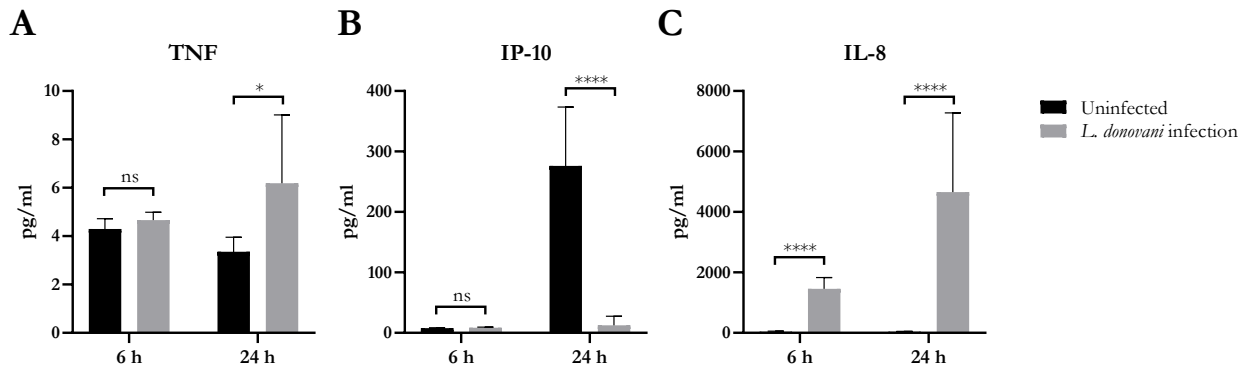 A
TNF
pg/ml
10
8
6
4
2
0
ns
*
6 h
24 h
B
IP-10
pg/ml
400
300
200
100
0
ns
****
6 h
24 h
C
IL-8
pg/ml
8000
6000
4000
2000
0
****
****
6 h
24 h
Uninfected
L. donovani infection